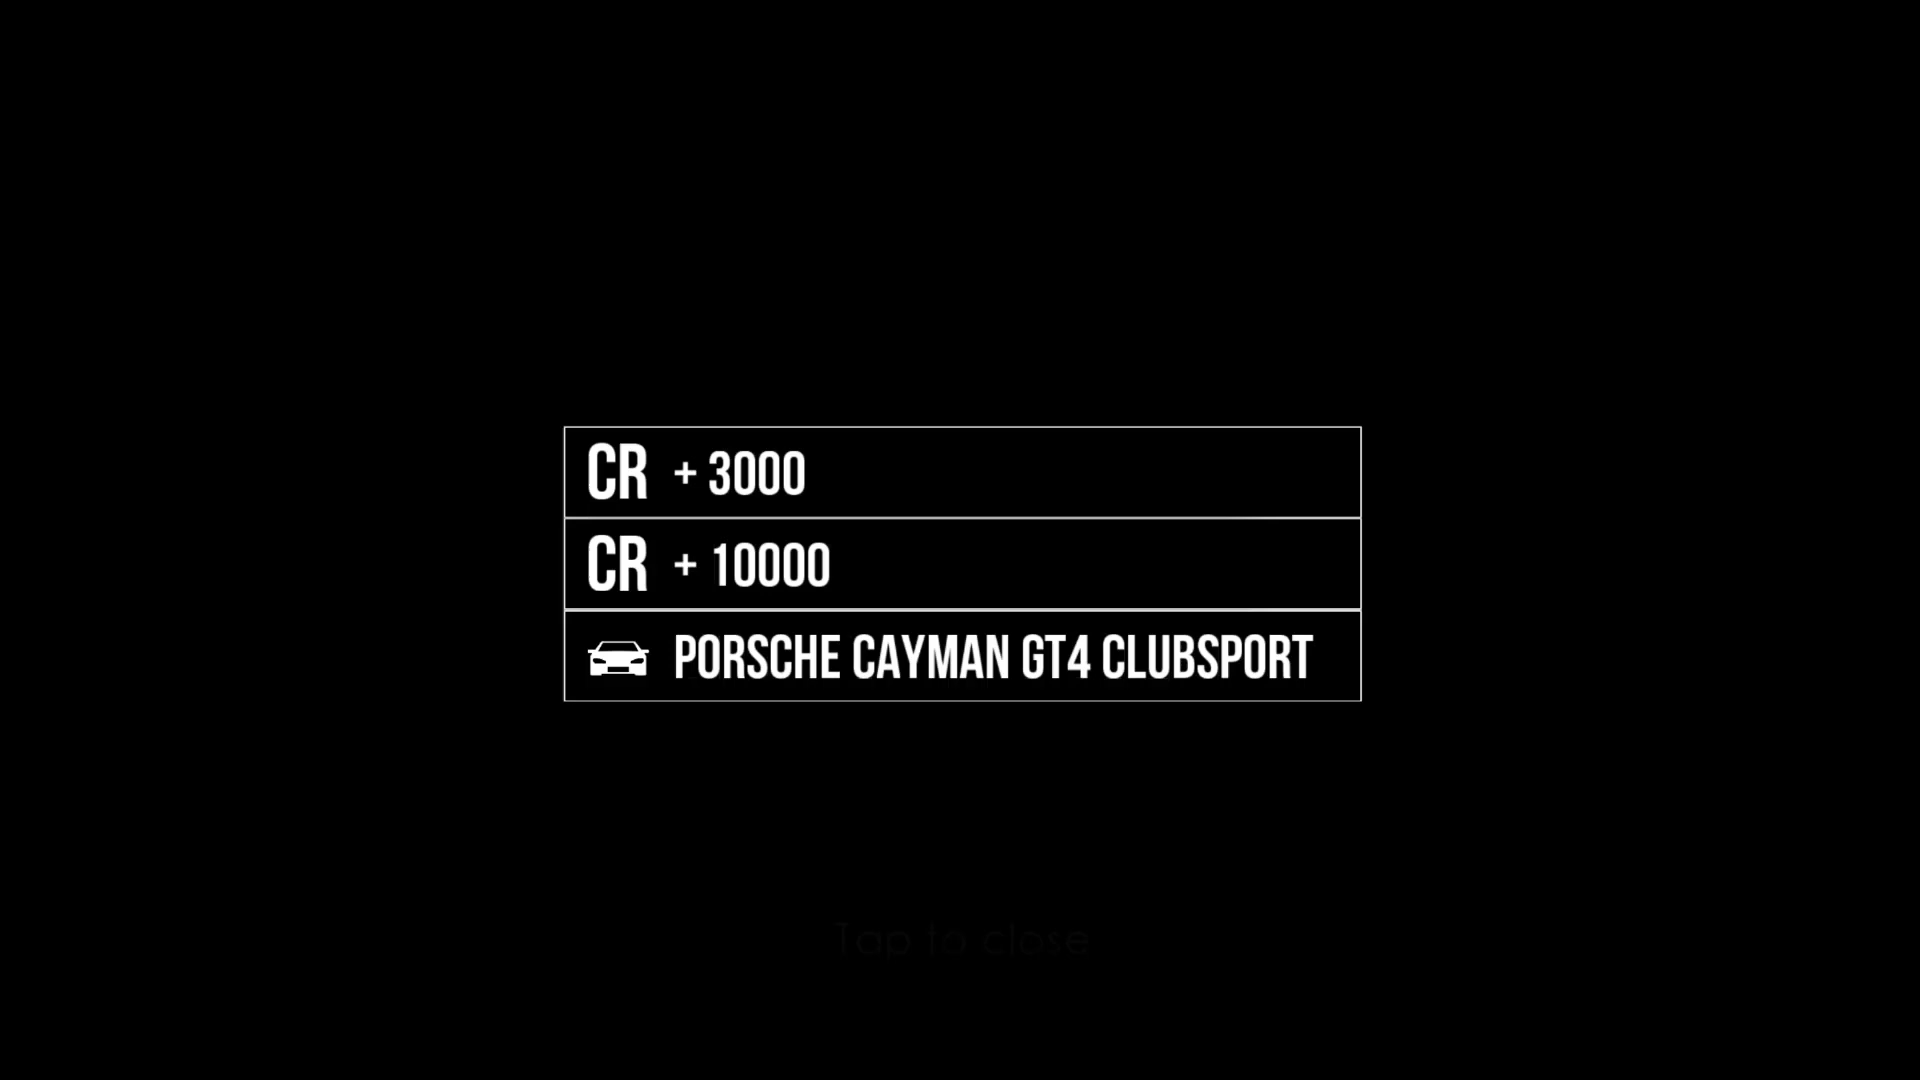 CR + 3000
CR + 10000
PORSCHE CAYMAN GT4 CLUBSPORT
Tap to close